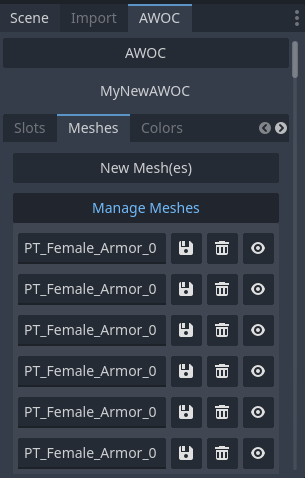 Scene Import AWOC
AWOC
MyNewAWOC
Slots Meshes Colors
New Mesh(es)
Manage Meshes
PT_Female_Armor_0
PT_Female_Armor_0
PT_Female_Armor_0
PT_Female_Armor_0
PT_Female_Armor_0
PT_Female_Armor_0